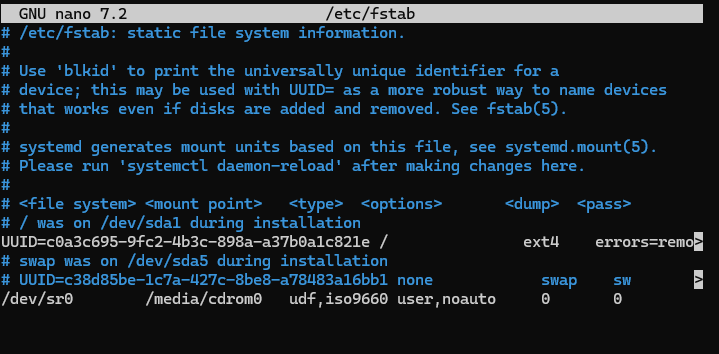 GNU nano 7.2 /etc/fstab
# /etc/fstab: static file system information.
#
# Use 'blkid' to print the universally unique identifier for a
# device; this may be used with UUID= as a more robust way to name devices
# that works even if disks are added and removed. See fstab(5).
#
# systemd generates mount units based on this file, see systemd.mount(5).
# Please run 'systemctl daemon-reload' after making changes here.
#
# <file system> <mount point>   <type>  <options>       <dump>  <pass>
# / was on /dev/sda1 during installation
UUID=c0a3c695-9fc2-4b3c-898a-a37b0a1c821e /               ext4    errors=remo>
# swap was on /dev/sda5 during installation
# UUID=c38d85be-1c7a-427c-8be8-a78483a16bb1 none            swap    sw      >
/dev/sr0        /media/cdrom0   udf,iso9660 user,noauto     0       0